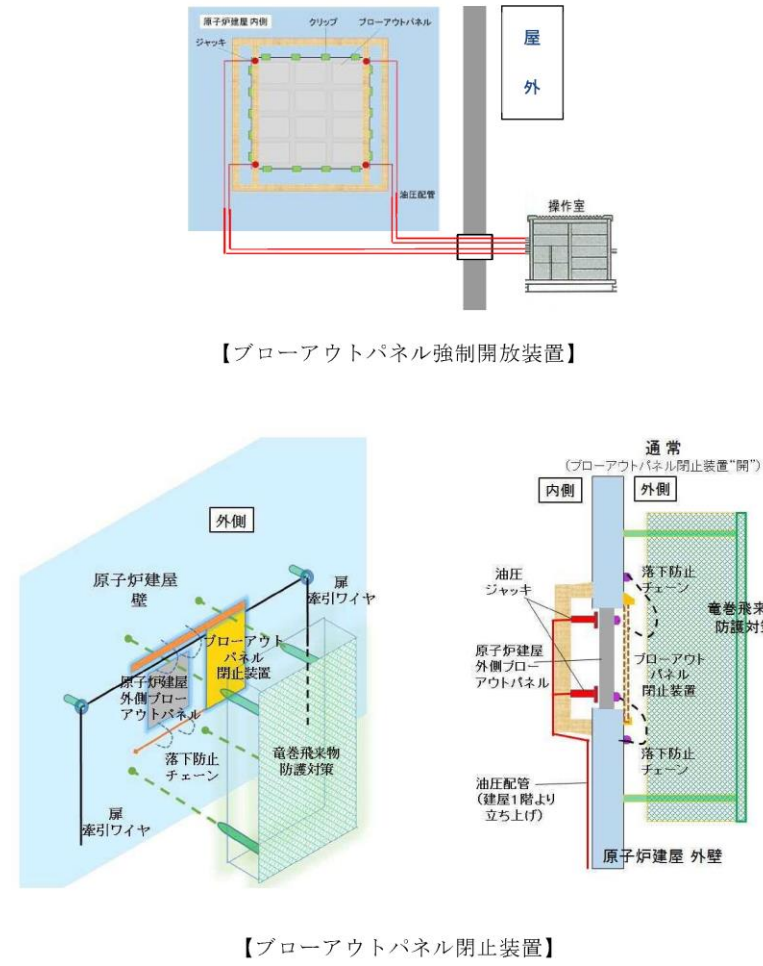 原子炉建屋 内側
クリップ
ブローアウトパネル
ジャッキ
屋
外
油圧配管
操作室
【ブローアウトパネル強制開放装置】
外側
原子炉建屋
壁
扉
牽引ワイヤ
ブローアウト
パネル
閉止装置
原子炉建屋
外側ブロー
アウトパネル
落下防止
チェーン
竜巻飛来物
防護対策
扉
牽引ワイヤ
通常
(ブローアウトパネル閉止装置“開”)
内側
外側
油圧
ジャッキ
落下防止
チェーン
竜巻飛来
防護対
原子炉建屋
外側ブロー
アウトパネル
ブローアウト
パネル
閉止装置
落下防止
チェーン
油圧配管
(建屋1階より
立ち上げ)
原子炉建屋 外壁
【ブローアウトパネル閉止装置】